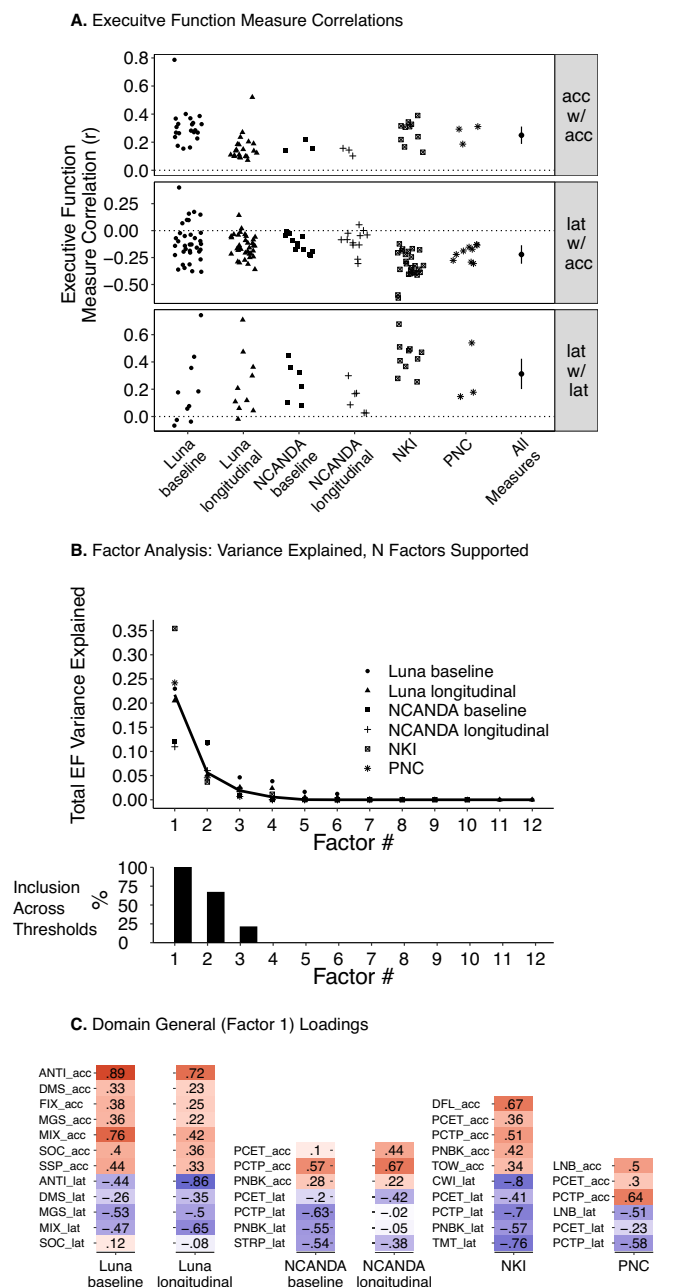 A. Execuitve Function Measure Correlations
Executive Function
Measure Correlation (r)
0.8
0.6
0.4
0.2
0.0
acc
w/
acc
0.25
0.00
−0.25
−0.50
lat
w/
acc
0.6
0.4
0.2
0.0
lat
w/
lat
Luna
baseline
Luna
longitudinal
NCANDA
baseline
NCANDA
longitudinal
NKI
PNC
All
Measures
B. Factor Analysis: Variance Explained, N Factors Supported
Total EF Variance Explained
0.35
0.30
0.25
0.20
0.15
0.10
0.05
0.00
Luna baseline
Luna longitudinal
NCANDA baseline
NCANDA longitudinal
NKI
PNC
1 2 3 4 5 6 7 8 9 10 11 12
Factor #
Inclusion
Across
Thresholds
%
100
75
50
25
0
1 2 3 4 5 6 7 8 9 10 11 12
Factor #
C. Domain General (Factor 1) Loadings
ANTI_acc .89 .72
DMS_acc .33 .23
FIX_acc .38 .25
MGS_acc .36 .22
MIX_acc .76 .42
SOC_acc .4 .36
SSP_acc .44 .33
ANTI_lat −.44 −.86
DMS_lat −.26 −.35
MGS_lat −.53 −.5
MIX_lat −.47 −.65
SOC_lat .12 −.08
Luna
baseline
Luna
longitudinal
PCET_acc .1 .44
PCTP_acc .57 .67
PNBK_acc .28 .22
PCET_lat −.2 −.42
PCTP_lat −.63 −.02
PNBK_lat −.55 −.05
STRP_lat −.54 −.38
NCANDA
baseline
NCANDA
longitudinal
DFL_acc .67
PCET_acc .36
PCTP_acc .51
PNBK_acc .42
TOW_acc .34
CWI_lat −.8
PCET_lat −.41
PCTP_lat −.7
PNBK_lat −.57
TMT_lat −.76
NKI
LNB_acc .5
PCET_acc .3
PCTP_acc .64
LNB_lat −.51
PCET_lat −.23
PCTP_lat −.58
PNC